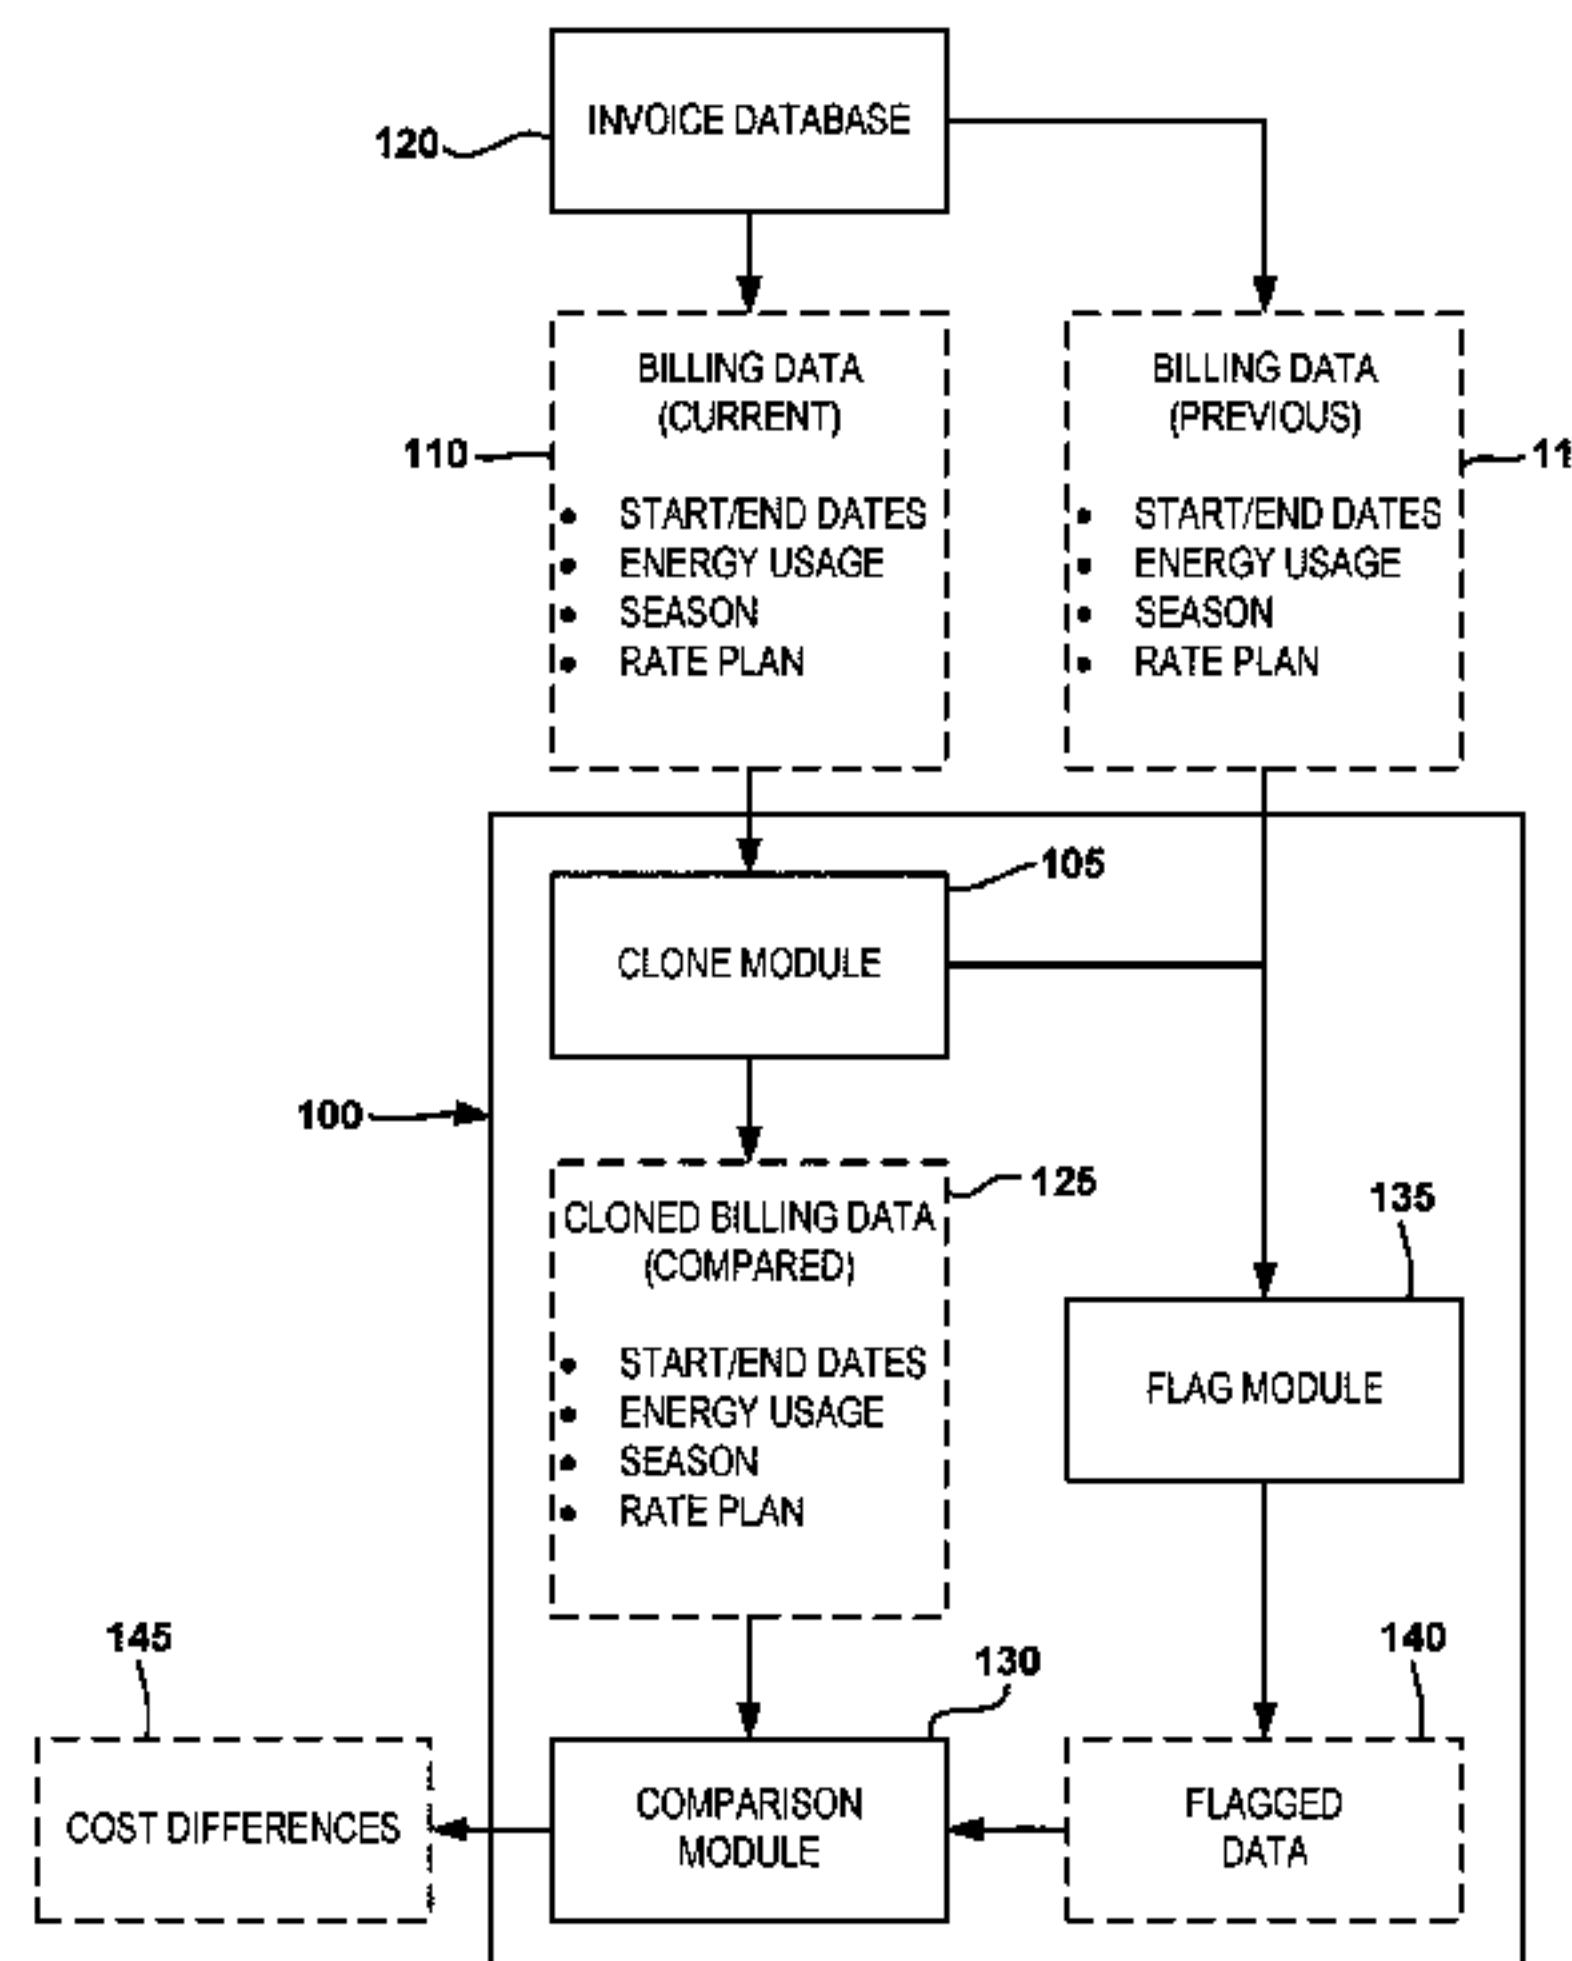 INVOICE DATABASE
120
BILLING DATA
(CURRENT)
110
• START/END DATES
• ENERGY USAGE
• SEASON
• RATE PLAN
BILLING DATA
(PREVIOUS)
11
• START/END DATES
• ENERGY USAGE
• SEASON
• RATE PLAN
105
CLONE MODULE
100
125
CLONED BILLING DATA
(COMPARED)
• START/END DATES
• ENERGY USAGE
• SEASON
• RATE PLAN
135
FLAG MODULE
145
COST DIFFERENCES
130
COMPARISON
MODULE
140
FLAGGED
DATA